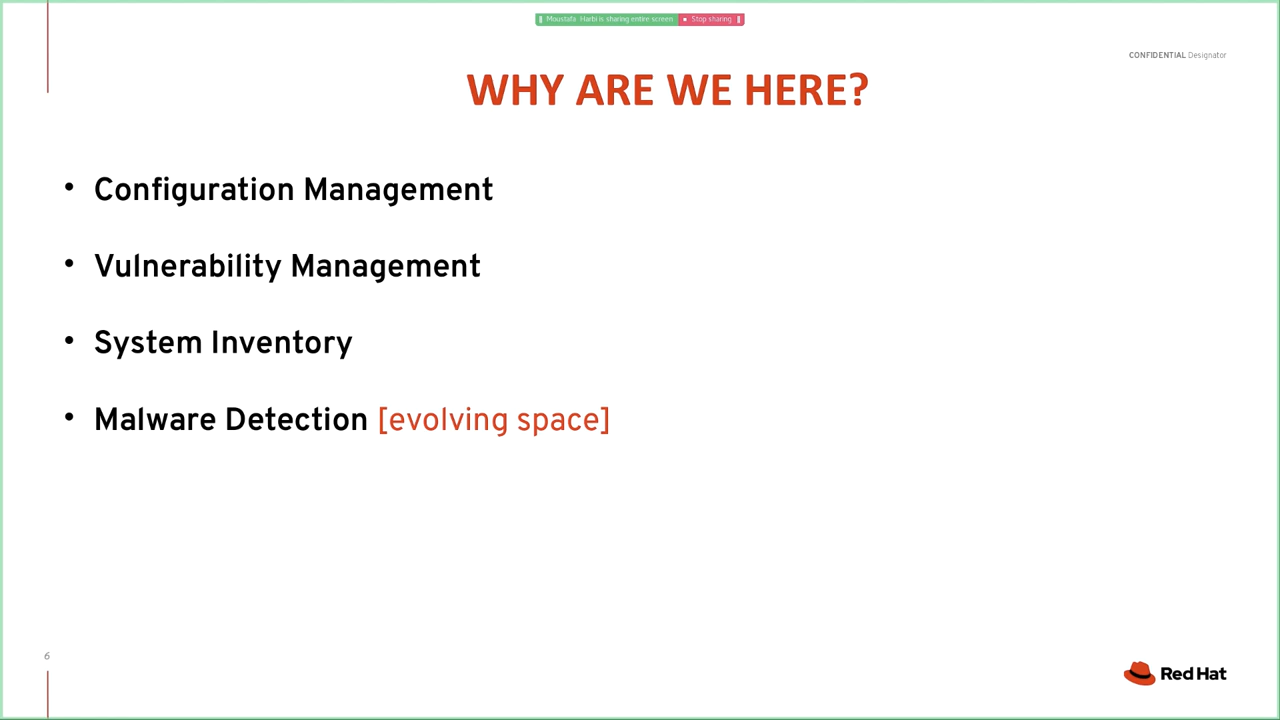 Moustafa Harbi is sharing entire screen Stop sharing
CONFIDENTIAL Designator
WHY ARE WE HERE?
• Configuration Management
• Vulnerability Management
• System Inventory
• Malware Detection [evolving space]
6
Red Hat